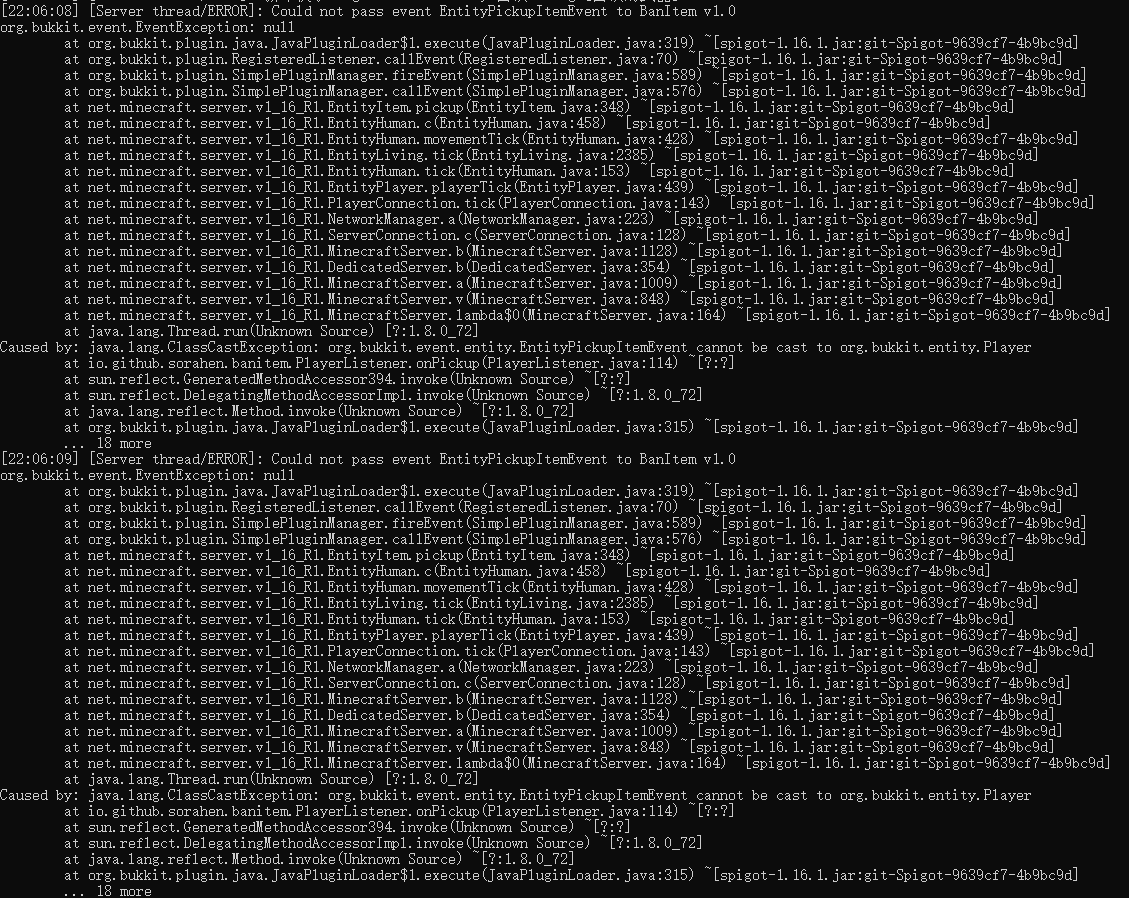 [22:06:08] [Server thread/ERROR]: Could not pass event EntityPickupItemEvent to BanItem v1.0
org.bukkit.event.EventException: null
at org.bukkit.plugin.java.JavaPluginLoader$1.execute(JavaPluginLoader.java:319) ~[spigot-1.16.1.jar:git-Spigot-9639cf7-4b9bc9d]
at org.bukkit.plugin.RegisteredListener.callEvent(RegisteredListener.java:70) ~[spigot-1.16.1.jar:git-Spigot-9639cf7-4b9bc9d]
at org.bukkit.plugin.SimplePluginManager.fireEvent(SimplePluginManager.java:589) ~[spigot-1.16.1.jar:git-Spigot-9639cf7-4b9bc9d]
at org.bukkit.plugin.SimplePluginManager.callEvent(SimplePluginManager.java:576) ~[spigot-1.16.1.jar:git-Spigot-9639cf7-4b9bc9d]
at net.minecraft.server.v1_16_R1.EntityItem.pickup(EntityItem.java:348) ~[spigot-1.16.1.jar:git-Spigot-9639cf7-4b9bc9d]
at net.minecraft.server.v1_16_R1.EntityHuman.c(EntityHuman.java:458) ~[spigot-1.16.1.jar:git-Spigot-9639cf7-4b9bc9d]
at net.minecraft.server.v1_16_R1.EntityHuman.movementTick(EntityHuman.java:428) ~[spigot-1.16.1.jar:git-Spigot-9639cf7-4b9bc9d]
at net.minecraft.server.v1_16_R1.EntityLiving.tick(EntityLiving.java:2385) ~[spigot-1.16.1.jar:git-Spigot-9639cf7-4b9bc9d]
at net.minecraft.server.v1_16_R1.EntityHuman.tick(EntityHuman.java:153) ~[spigot-1.16.1.jar:git-Spigot-9639cf7-4b9bc9d]
at net.minecraft.server.v1_16_R1.EntityPlayer.playerTick(EntityPlayer.java:439) ~[spigot-1.16.1.jar:git-Spigot-9639cf7-4b9bc9d]
at net.minecraft.server.v1_16_R1.PlayerConnection.tick(PlayerConnection.java:143) ~[spigot-1.16.1.jar:git-Spigot-9639cf7-4b9bc9d]
at net.minecraft.server.v1_16_R1.NetworkManager.a(NetworkManager.java:223) ~[spigot-1.16.1.jar:git-Spigot-9639cf7-4b9bc9d]
at net.minecraft.server.v1_16_R1.ServerConnection.c(ServerConnection.java:128) ~[spigot-1.16.1.jar:git-Spigot-9639cf7-4b9bc9d]
at net.minecraft.server.v1_16_R1.MinecraftServer.b(MinecraftServer.java:1128) ~[spigot-1.16.1.jar:git-Spigot-9639cf7-4b9bc9d]
at net.minecraft.server.v1_16_R1.DedicatedServer.b(DedicatedServer.java:354) ~[spigot-1.16.1.jar:git-Spigot-9639cf7-4b9bc9d]
at net.minecraft.server.v1_16_R1.MinecraftServer.a(MinecraftServer.java:1009) ~[spigot-1.16.1.jar:git-Spigot-9639cf7-4b9bc9d]
at net.minecraft.server.v1_16_R1.MinecraftServer.v(MinecraftServer.java:848) ~[spigot-1.16.1.jar:git-Spigot-9639cf7-4b9bc9d]
at net.minecraft.server.v1_16_R1.MinecraftServer.lambda$0(MinecraftServer.java:164) ~[spigot-1.16.1.jar:git-Spigot-9639cf7-4b9bc9d]
at java.lang.Thread.run(Unknown Source) [?:1.8.0_72]
Caused by: java.lang.ClassCastException: org.bukkit.event.entity.EntityPickupItemEvent cannot be cast to org.bukkit.entity.Player
at io.github.sorahen.banitem.PlayerListener.onPickup(PlayerListener.java:114) ~[?:?]
at sun.reflect.GeneratedMethodAccessor394.invoke(Unknown Source) ~[?:?]
at sun.reflect.DelegatingMethodAccessorImpl.invoke(Unknown Source) ~[?:1.8.0_72]
at java.lang.reflect.Method.invoke(Unknown Source) ~[?:1.8.0_72]
at org.bukkit.plugin.java.JavaPluginLoader$1.execute(JavaPluginLoader.java:315) ~[spigot-1.16.1.jar:git-Spigot-9639cf7-4b9bc9d]
... 18 more
[22:06:09] [Server thread/ERROR]: Could not pass event EntityPickupItemEvent to BanItem v1.0
org.bukkit.event.EventException: null
at org.bukkit.plugin.java.JavaPluginLoader$1.execute(JavaPluginLoader.java:319) ~[spigot-1.16.1.jar:git-Spigot-9639cf7-4b9bc9d]
at org.bukkit.plugin.RegisteredListener.callEvent(RegisteredListener.java:70) ~[spigot-1.16.1.jar:git-Spigot-9639cf7-4b9bc9d]
at org.bukkit.plugin.SimplePluginManager.fireEvent(SimplePluginManager.java:589) ~[spigot-1.16.1.jar:git-Spigot-9639cf7-4b9bc9d]
at org.bukkit.plugin.SimplePluginManager.callEvent(SimplePluginManager.java:576) ~[spigot-1.16.1.jar:git-Spigot-9639cf7-4b9bc9d]
at net.minecraft.server.v1_16_R1.EntityItem.pickup(EntityItem.java:348) ~[spigot-1.16.1.jar:git-Spigot-9639cf7-4b9bc9d]
at net.minecraft.server.v1_16_R1.EntityHuman.c(EntityHuman.java:458) ~[spigot-1.16.1.jar:git-Spigot-9639cf7-4b9bc9d]
at net.minecraft.server.v1_16_R1.EntityHuman.movementTick(EntityHuman.java:428) ~[spigot-1.16.1.jar:git-Spigot-9639cf7-4b9bc9d]
at net.minecraft.server.v1_16_R1.EntityLiving.tick(EntityLiving.java:2385) ~[spigot-1.16.1.jar:git-Spigot-9639cf7-4b9bc9d]
at net.minecraft.server.v1_16_R1.EntityHuman.tick(EntityHuman.java:153) ~[spigot-1.16.1.jar:git-Spigot-9639cf7-4b9bc9d]
at net.minecraft.server.v1_16_R1.EntityPlayer.playerTick(EntityPlayer.java:439) ~[spigot-1.16.1.jar:git-Spigot-9639cf7-4b9bc9d]
at net.minecraft.server.v1_16_R1.PlayerConnection.tick(PlayerConnection.java:143) ~[spigot-1.16.1.jar:git-Spigot-9639cf7-4b9bc9d]
at net.minecraft.server.v1_16_R1.NetworkManager.a(NetworkManager.java:223) ~[spigot-1.16.1.jar:git-Spigot-9639cf7-4b9bc9d]
at net.minecraft.server.v1_16_R1.ServerConnection.c(ServerConnection.java:128) ~[spigot-1.16.1.jar:git-Spigot-9639cf7-4b9bc9d]
at net.minecraft.server.v1_16_R1.MinecraftServer.b(MinecraftServer.java:1128) ~[spigot-1.16.1.jar:git-Spigot-9639cf7-4b9bc9d]
at net.minecraft.server.v1_16_R1.DedicatedServer.b(DedicatedServer.java:354) ~[spigot-1.16.1.jar:git-Spigot-9639cf7-4b9bc9d]
at net.minecraft.server.v1_16_R1.MinecraftServer.a(MinecraftServer.java:1009) ~[spigot-1.16.1.jar:git-Spigot-9639cf7-4b9bc9d]
at net.minecraft.server.v1_16_R1.MinecraftServer.v(MinecraftServer.java:848) ~[spigot-1.16.1.jar:git-Spigot-9639cf7-4b9bc9d]
at net.minecraft.server.v1_16_R1.MinecraftServer.lambda$0(MinecraftServer.java:164) ~[spigot-1.16.1.jar:git-Spigot-9639cf7-4b9bc9d]
at java.lang.Thread.run(Unknown Source) [?:1.8.0_72]
Caused by: java.lang.ClassCastException: org.bukkit.event.entity.EntityPickupItemEvent cannot be cast to org.bukkit.entity.Player
at io.github.sorahen.banitem.PlayerListener.onPickup(PlayerListener.java:114) ~[?:?]
at sun.reflect.GeneratedMethodAccessor394.invoke(Unknown Source) ~[?:?]
at sun.reflect.DelegatingMethodAccessorImpl.invoke(Unknown Source) ~[?:1.8.0_72]
at java.lang.reflect.Method.invoke(Unknown Source) ~[?:1.8.0_72]
at org.bukkit.plugin.java.JavaPluginLoader$1.execute(JavaPluginLoader.java:315) ~[spigot-1.16.1.jar:git-Spigot-9639cf7-4b9bc9d]
... 18 more